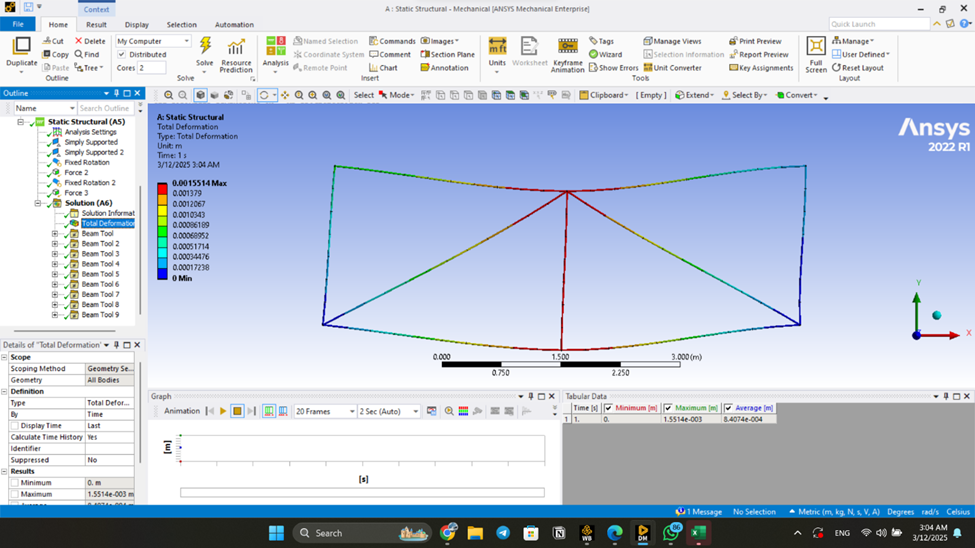 A : Static Structural - Mechanical [ANSYS Mechanical Enterprise]
Context
File Home Result Display Selection Automation Quick Launch
Duplicate
Cut Delete
Copy Find
Paste Tree
Outline
My Computer
Distributed
Cores 2
Solve
Resource Prediction
Solve
Analysis
Named Selection Commands Images
Coordinate System Comment Section Plane
Remote Point Chart Annotation
Insert
Units Worksheet Keyframe Animation
Tags Manage Views Print Preview
Wizard Selection Information Report Preview
Show Errors Unit Converter Key Assignments
Tools
Full Screen
Manage
User Defined
Reset Layout
Layout
Outline
Name Search Outline
Select Mode Clipboard [ Empty ] Extend Select By Convert
Static Structural (A5)
Analysis Settings
Simply Supported
Simply Supported 2
Fixed Rotation
Force 2
Fixed Rotation 2
Force 3
Solution (A6)
Solution Informat
Total Deformatio
Beam Tool
Beam Tool 2
Beam Tool 3
Beam Tool 4
Beam Tool 5
Beam Tool 6
Beam Tool 7
Beam Tool 8
Beam Tool 9
A: Static Structural
Total Deformation
Type: Total Deformation
Unit: m
Time: 1 s
3/12/2025 3:04 AM
0.0015514 Max
0.001379
0.0012067
0.0010343
0.00086189
0.00068952
0.00051714
0.00034476
0.00017238
0 Min
Ansys
2022 R1
0.000 1.500 3.000 (m)
0.750 2.250
Y
X
Details of "Total Deformation"
Scope
Scoping Method Geometry Se...
Geometry All Bodies
Definition
Type Total Defor...
By Time
Display Time Last
Calculate Time History Yes
Identifier
Suppressed No
Results
Minimum 0. m
Maximum 1.5514e-003 m
Graph
Animation 20 Frames 2 Sec (Auto)
[m]
[s]
Tabular Data
Time [s] Minimum [m] Maximum [m] Average [m]
1 1. 0. 1.5514e-003 8.4074e-004
1 Message No Selection Metric (m, kg, N, s, V, A) Degrees rad/s Celsius
Search
WB
DM
86
ENG
3:04 AM
3/12/2025